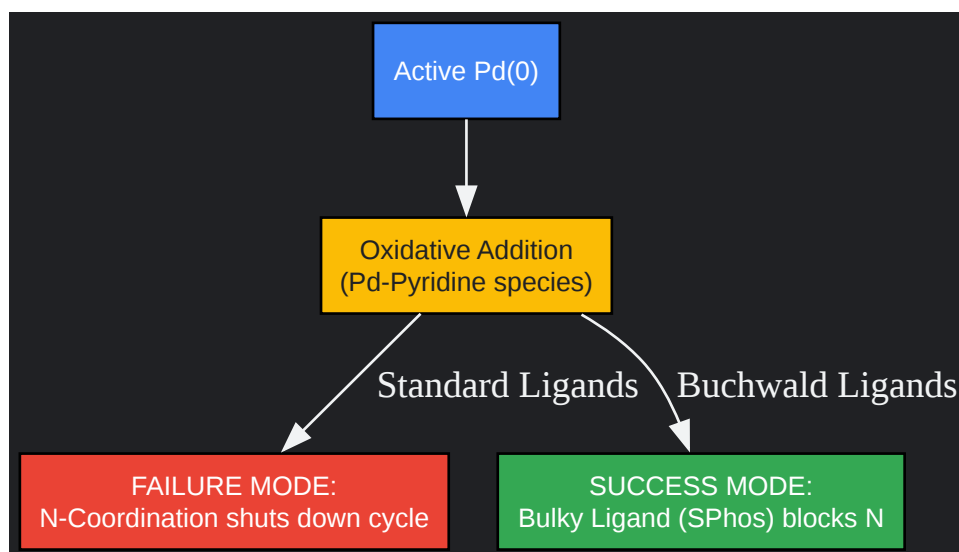 Active Pd(0)
Oxidative Addition
(Pd-Pyridine species)
Standard Ligands
Buchwald Ligands
FAILURE MODE:
N-Coordination shuts down cycle
SUCCESS MODE:
Bulky Ligand (SPhos) blocks N